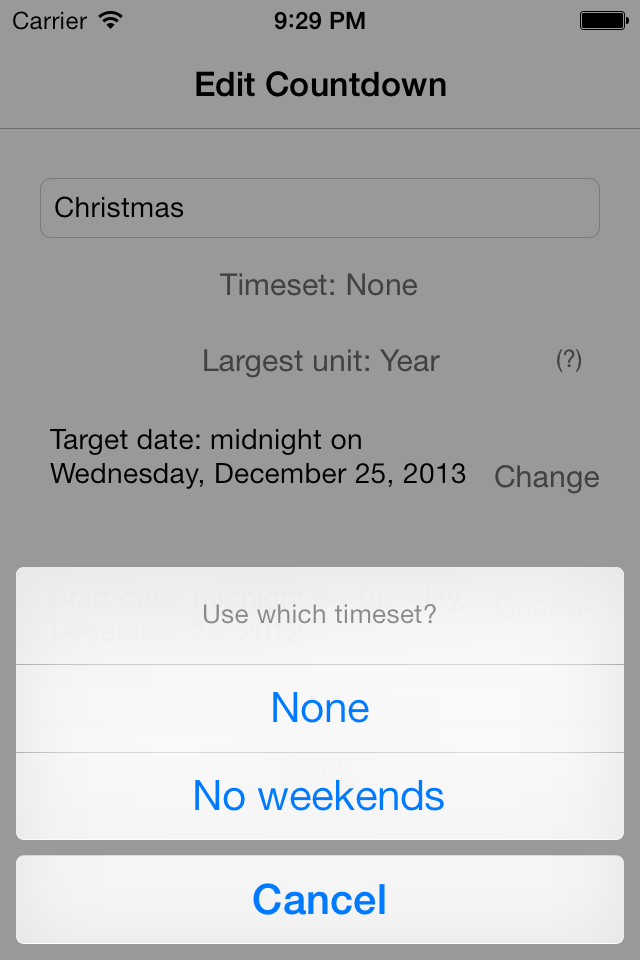 Carrier 9:29 PM
Edit Countdown
Christmas
Timeset: None
Largest unit: Year (?)
Target date: midnight on
Wednesday, December 25, 2013 Change
Start date: midnight on Tuesday, Change
December 25, 2012
Use which timeset?
None
Back
No weekends
Cancel